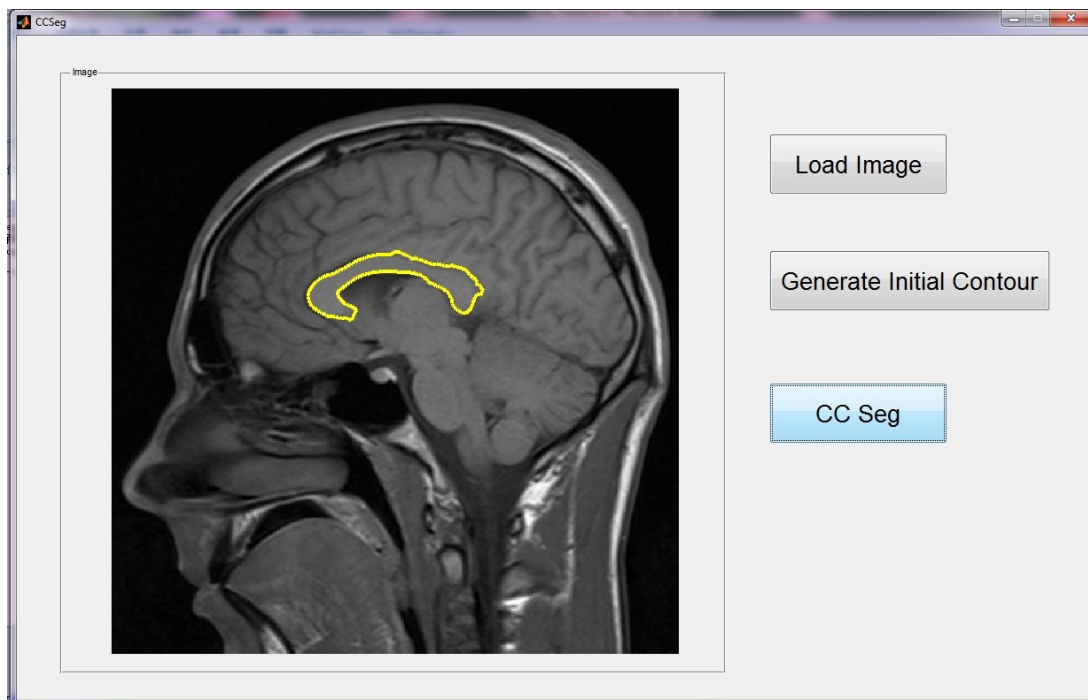 CCSeg
Image
Load Image
Generate Initial Contour
CC Seg